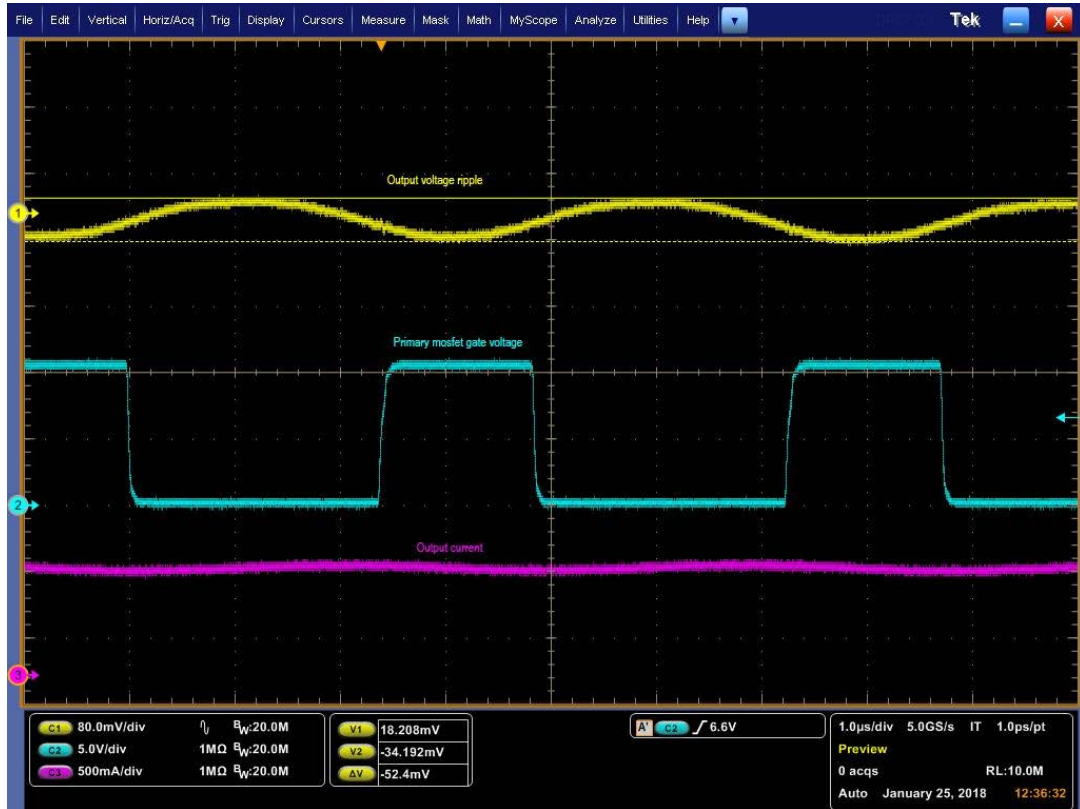 File Edit Vertical Horiz/Acq Trig Display Cursors Measure Mask Math MyScope Analyze Utilities Help Tek X
Output voltage ripple
1
Primary mosfet gate voltage
2
Output current
3
C1 80.0mV/div BW:20.0M
C2 5.0V/div 1MΩ BW:20.0M
C3 500mA/div 1MΩ BW:20.0M
V1 18.208mV
V2 -34.192mV
ΔV -52.4mV
A' C2 6.6V
1.0µs/div 5.0GS/s IT 1.0ps/pt
Preview
0 acqs RL:10.0M
Auto January 25, 2018 12:36:32